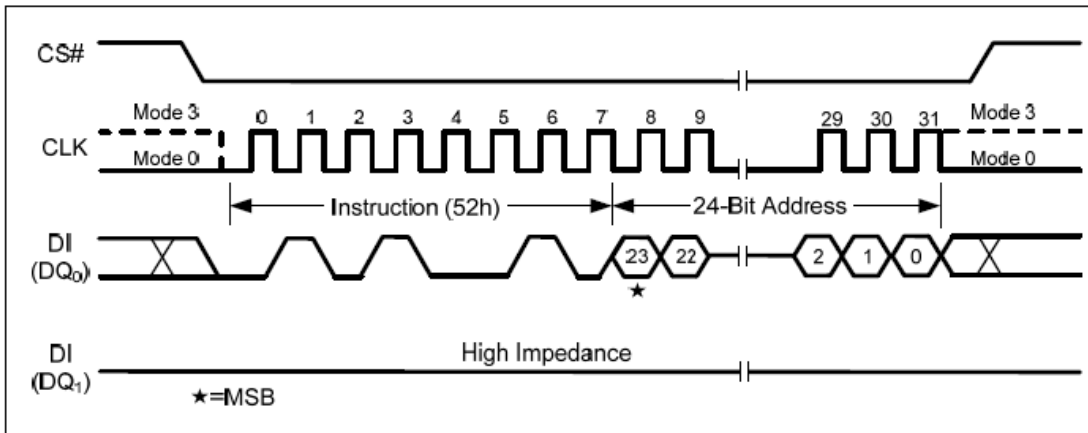 CS#
Mode 3
0 1 2 3 4 5 6 7 8 9 29 30 31
Mode 3
CLK
Mode 0
Mode 0
Instruction (52h)
24-Bit Address
DI
(DQ0)
23 22 2 1 0
★
High Impedance
DI
(DQ1)
★=MSB